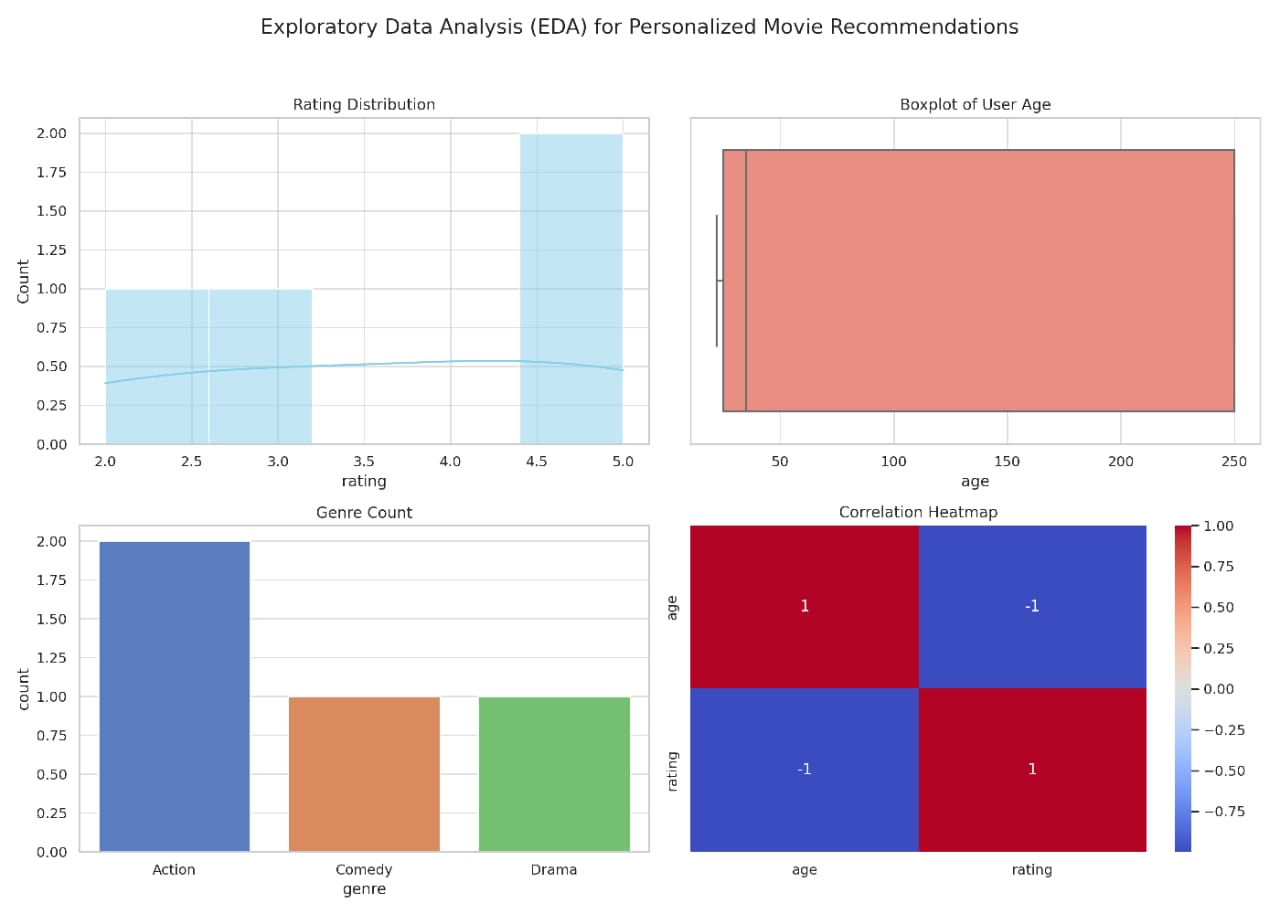 Exploratory Data Analysis (EDA) for Personalized Movie Recommendations
Rating Distribution
Count
2.00
1.75
1.50
1.25
1.00
0.75
0.50
0.25
0.00
2.0 2.5 3.0 3.5 4.0 4.5 5.0
rating
Boxplot of User Age
50 100 150 200 250
age
Genre Count
count
2.00
1.75
1.50
1.25
1.00
0.75
0.50
0.25
0.00
Action Comedy Drama
genre
Correlation Heatmap
age
1 -1
rating
-1 1
age rating
1.00
0.75
0.50
0.25
0.00
−0.25
−0.50
−0.75